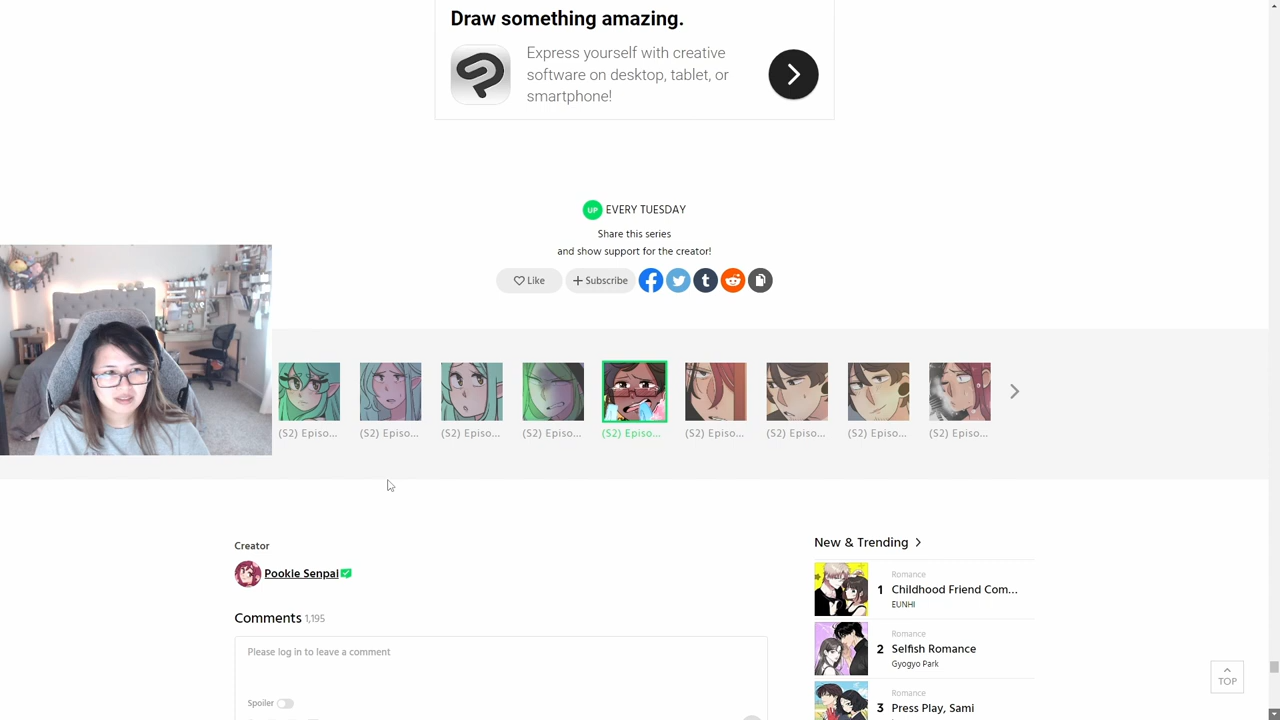 Draw something amazing.
Express yourself with creative
software on desktop, tablet, or
smartphone!
UP EVERY TUESDAY
Share this series
and show support for the creator!
Like
Subscribe
(S2) Episo...
(S2) Episo...
(S2) Episo...
(S2) Episo...
(S2) Episo...
(S2) Episo...
(S2) Episo...
(S2) Episo...
(S2) Episo...
Creator
Pookie Senpai
Comments 1,195
Please log in to leave a comment
Spoiler
New & Trending
Romance
1 Childhood Friend Com...
EUNHI
Romance
2 Selfish Romance
Gyogyo Park
3 Press Play, Sami
TOP